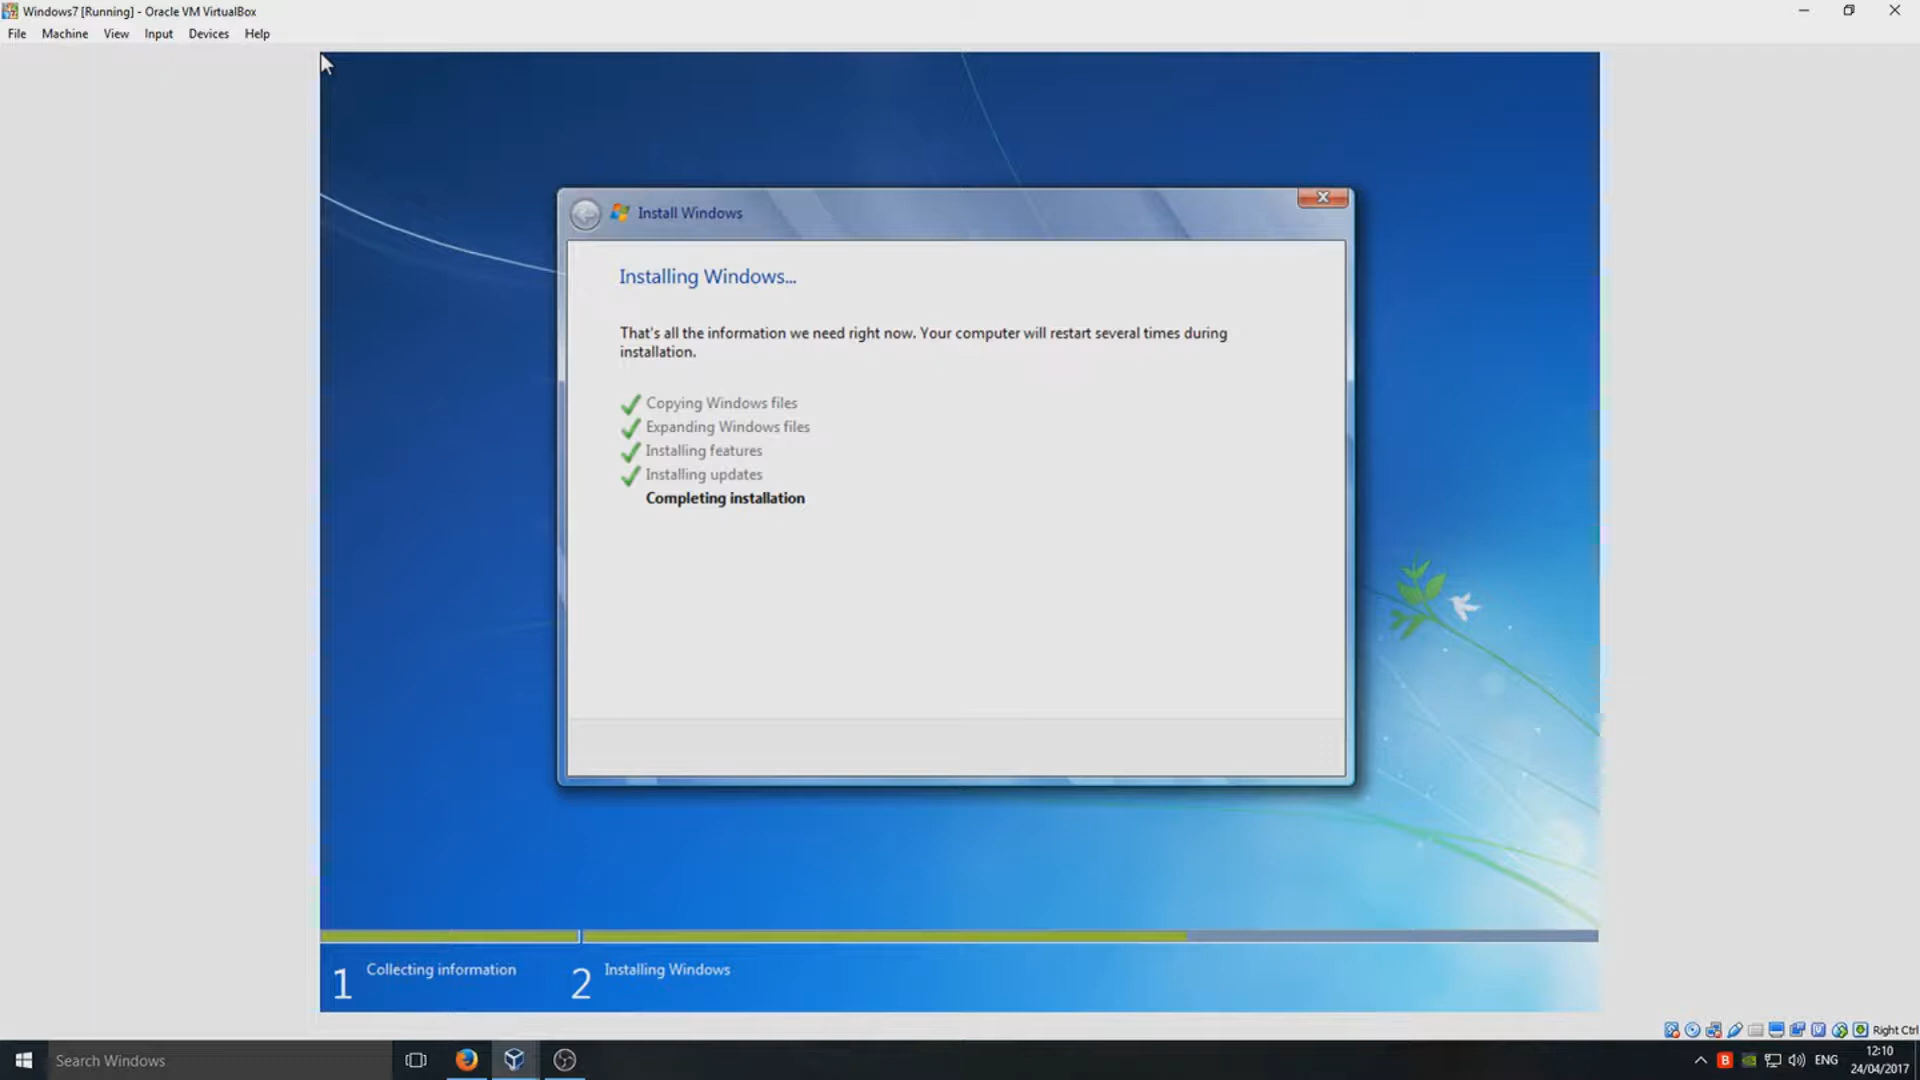 Windows7 [Running] - Oracle VM VirtualBox
File Machine View Input Devices Help
Install Windows
Installing Windows...
That's all the information we need right now. Your computer will restart several times during
installation.
Copying Windows files
Expanding Windows files
Installing features
Installing updates
Completing installation
1 Collecting information 2 Installing Windows
Right Ctrl
Search Windows
B
ENG
12:10
24/04/2017